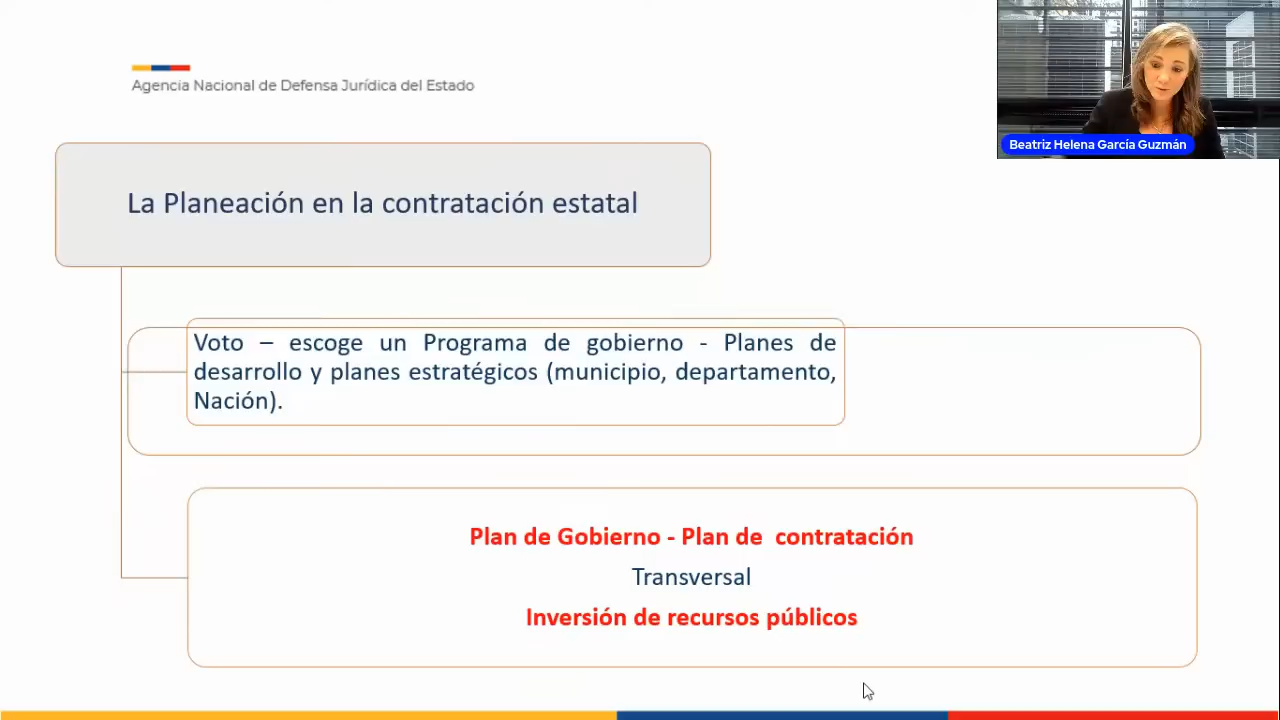 Agencia Nacional de Defensa Jurídica del Estado
Beatriz Helena García Guzmán
La Planeación en la contratación estatal
Voto – escoge un Programa de gobierno - Planes de
desarrollo y planes estratégicos (municipio, departamento,
Nación).
Plan de Gobierno - Plan de contratación
Transversal
Inversión de recursos públicos